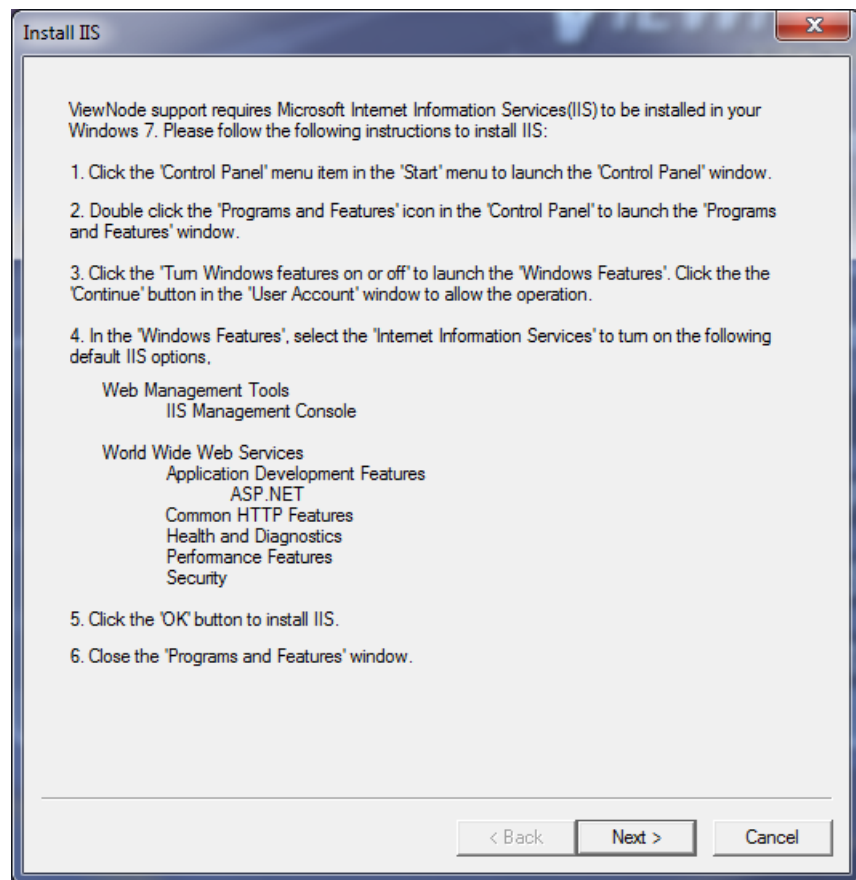 Install IIS
ViewNode support requires Microsoft Internet Information Services(IIS) to be installed in your
Windows 7. Please follow the following instructions to install IIS:
1. Click the 'Control Panel' menu item in the 'Start' menu to launch the 'Control Panel' window.
2. Double click the 'Programs and Features' icon in the 'Control Panel' to launch the 'Programs
and Features' window.
3. Click the 'Turn Windows features on or off' to launch the 'Windows Features'. Click the the
'Continue' button in the 'User Account' window to allow the operation.
4. In the 'Windows Features', select the 'Internet Information Services' to turn on the following
default IIS options,
Web Management Tools
IIS Management Console
World Wide Web Services
Application Development Features
ASP.NET
Common HTTP Features
Health and Diagnostics
Performance Features
Security
5. Click the 'OK' button to install IIS.
6. Close the 'Programs and Features' window.
< Back Next > Cancel